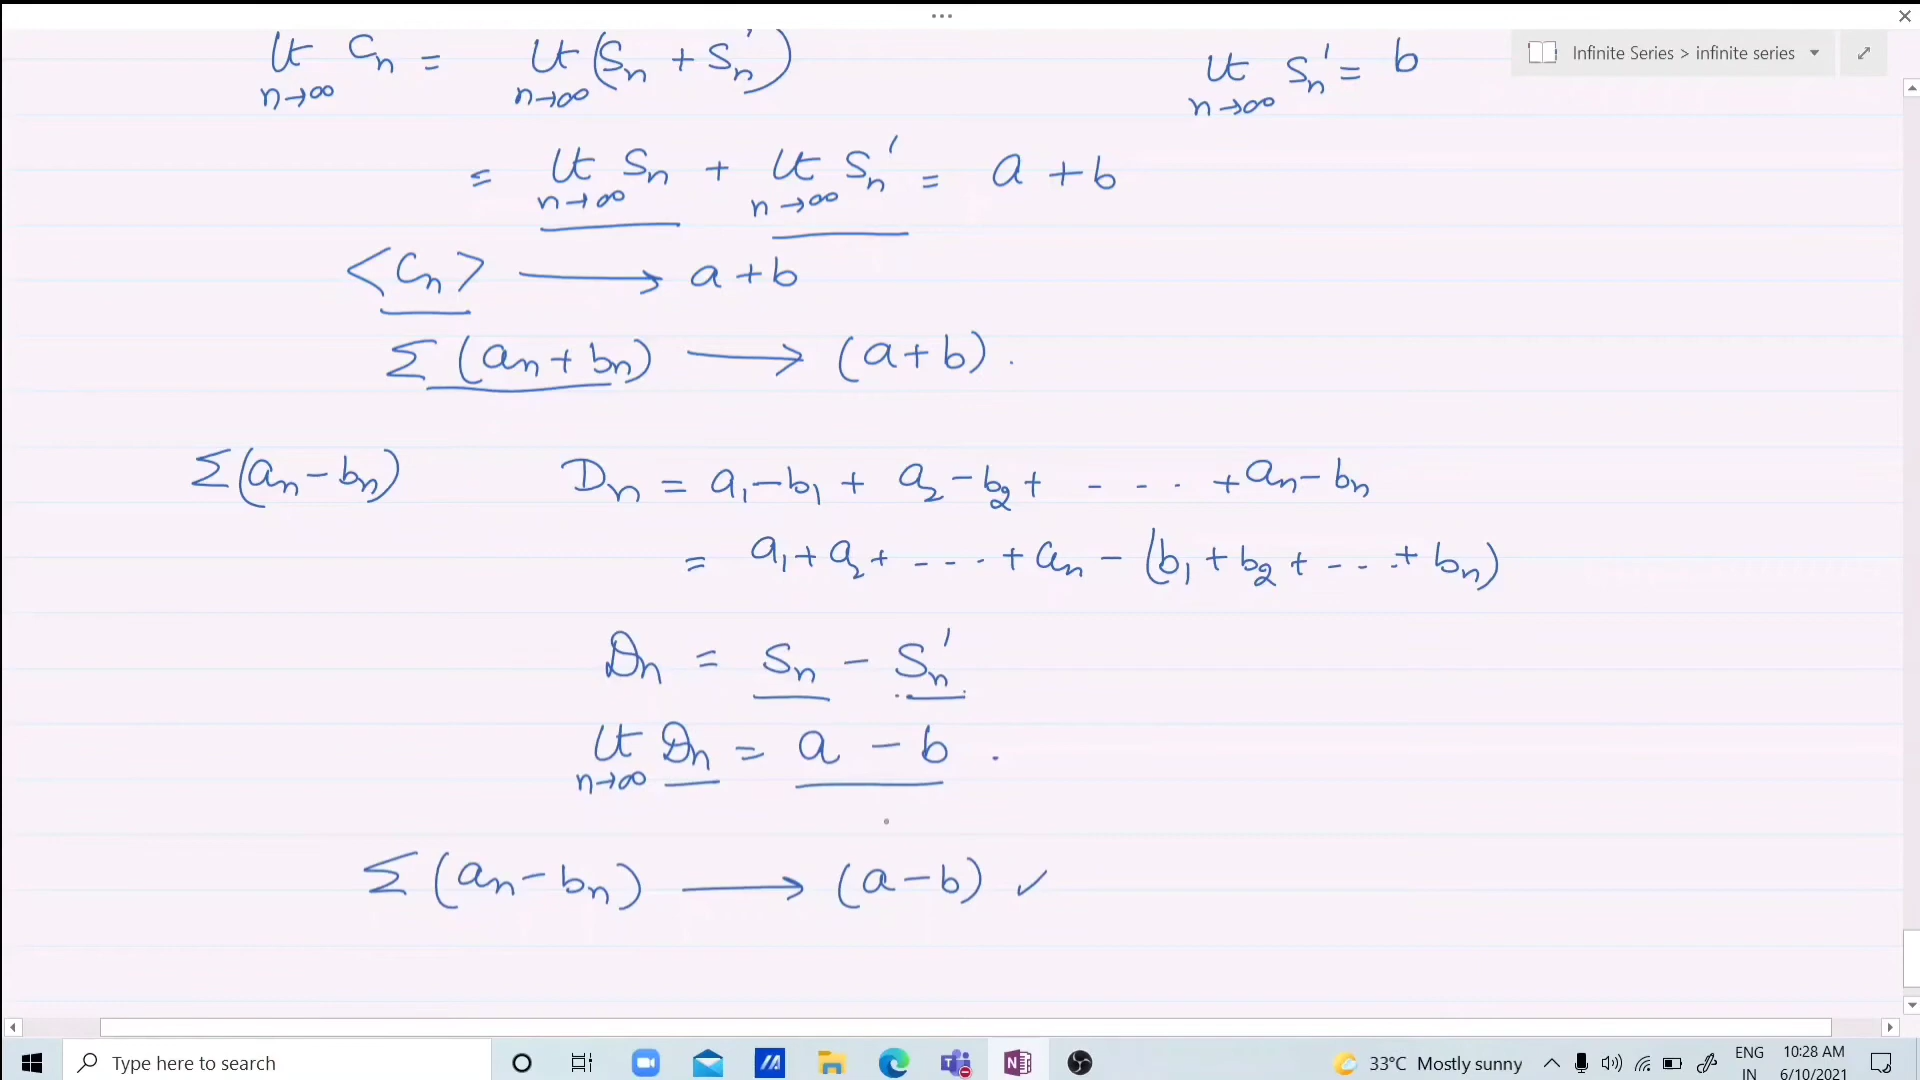 Infinite Series > infinite series
lt n→∞ Cn = lt n→∞ (Sn + Sn')
lt n→∞ Sn' = b
= lt n→∞ Sn + lt n→∞ Sn' = a + b
<Cn> ⟶ a + b
Σ (an + bn) ⟶ (a + b) .
Σ(an - bn) Dn = a1 - b1 + a2 - b2 + - - - . + an - bn
= a1 + a2 + - - - . + an - (b1 + b2 + - - . + bn)
Dn = Sn - Sn'
lt n→∞ Dn = a - b .
Σ (an - bn) ⟶ (a - b) ✓
Type here to search
33°C Mostly sunny
ENG
IN
10:28 AM
6/10/2021